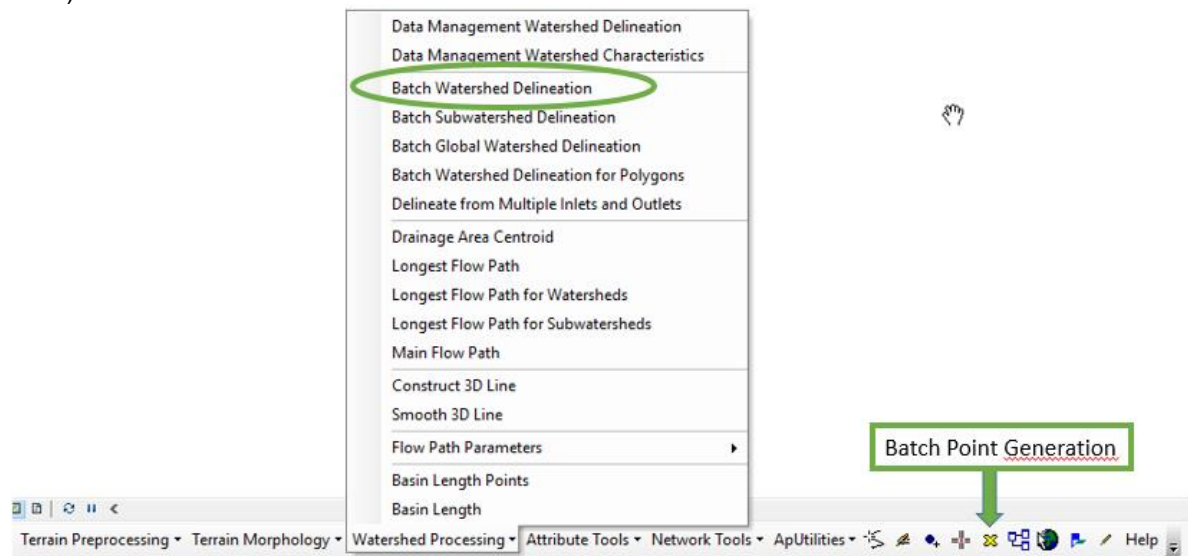 Data Management Watershed Delineation
Data Management Watershed Characteristics
Batch Watershed Delineation
Batch Subwatershed Delineation
Batch Global Watershed Delineation
Batch Watershed Delineation for Polygons
Delineate from Multiple Inlets and Outlets
Drainage Area Centroid
Longest Flow Path
Longest Flow Path for Watersheds
Longest Flow Path for Subwatersheds
Main Flow Path
Construct 3D Line
Smooth 3D Line
Flow Path Parameters
Batch Point Generation
Basin Length Points
Basin Length
Terrain Preprocessing Terrain Morphology Watershed Processing Attribute Tools Network Tools ApUtilities Help